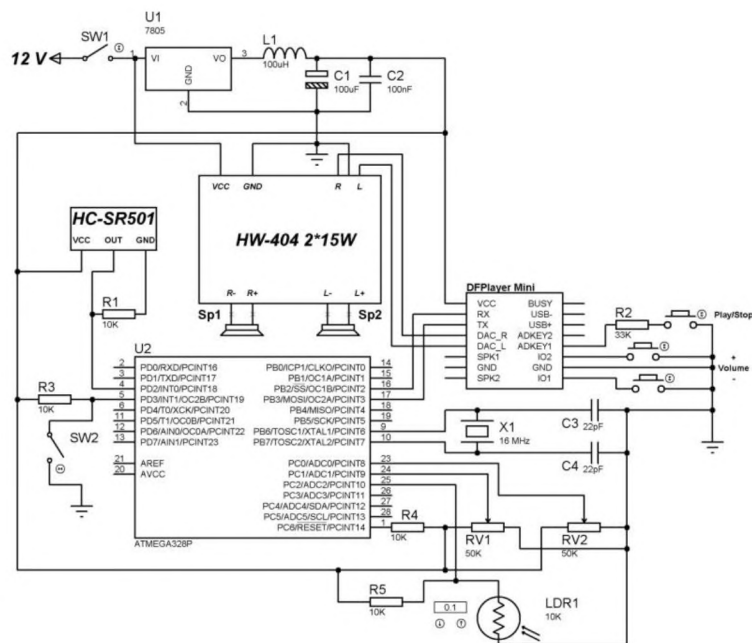 U1
7805
SW1
12 V
1
VI
VO
3
GND
2
L1
100uH
C1
100uF
C2
100nF
VCC
GND
R
L
HW-404 2*15W
R-
R+
L-
L+
Sp1
Sp2
HC-SR501
VCC
OUT
GND
R1
10K
DFPlayer Mini
VCC
RX
TX
DAC_R
DAC_L
SPK1
GND
SPK2
BUSY
USB-
USB+
ADKEY2
ADKEY1
IO2
GND
IO1
R2
33K
Play/Stop
+
Volume
-
U2
2 PD0/RXD/PCINT16
3 PD1/TXD/PCINT17
4 PD2/INT0/PCINT18
5 PD3/INT1/OC2B/PCINT19
6 PD4/T0/XCK/PCINT20
11 PD5/T1/OC0B/PCINT21
12 PD6/AIN0/OC0A/PCINT22
13 PD7/AIN1/PCINT23
21 AREF
20 AVCC
PB0/ICP1/CLKO/PCINT0 14
PB1/OC1A/PCINT1 15
PB2/SS/OC1B/PCINT2 16
PB3/MOSI/OC2A/PCINT3 17
PB4/MISO/PCINT4 18
PB5/SCK/PCINT5 19
PB6/TOSC1/XTAL1/PCINT6 9
PB7/TOSC2/XTAL2/PCINT7 10
PC0/ADC0/PCINT8 23
PC1/ADC1/PCINT9 24
PC2/ADC2/PCINT10 25
PC3/ADC3/PCINT11 26
PC4/ADC4/SDA/PCINT12 27
PC5/ADC5/SCL/PCINT13 28
PC6/RESET/PCINT14 1
ATMEGA328P
R3
10K
SW2
X1
16 MHz
C3
22pF
C4
22pF
R4
10K
RV1
50K
RV2
50K
R5
10K
0.1
LDR1
10K